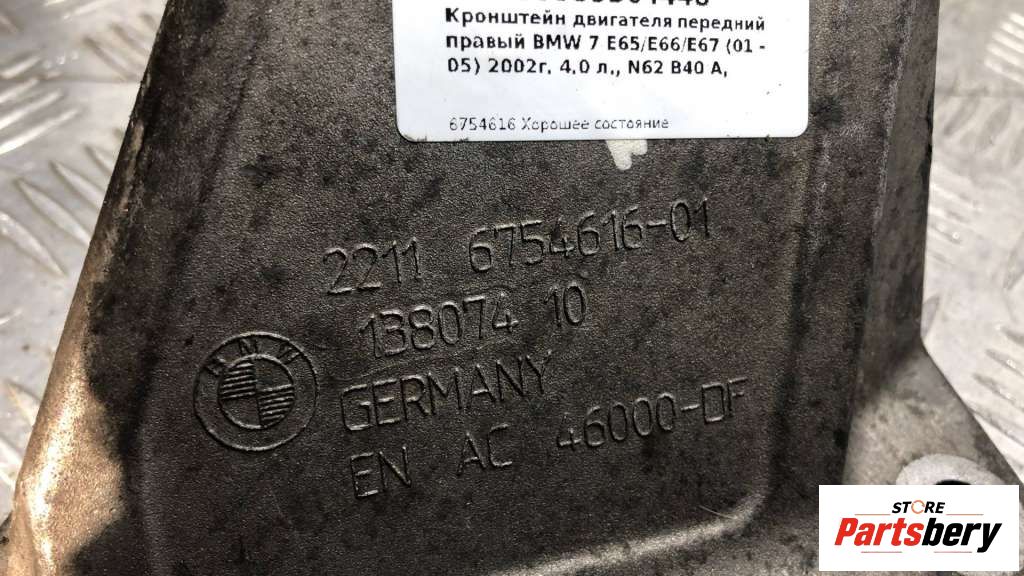 Кронштейн двигателя передний
правый BMW 7 E65/E66/E67 (01 -
05) 2002г, 4,0 л,, N62 B40 A,
6754616 Хорошее состояние
2211 6754616-01
1B8074 10
BMW
GERMANY
EN AC 46000-DF
STORE
Partsbery